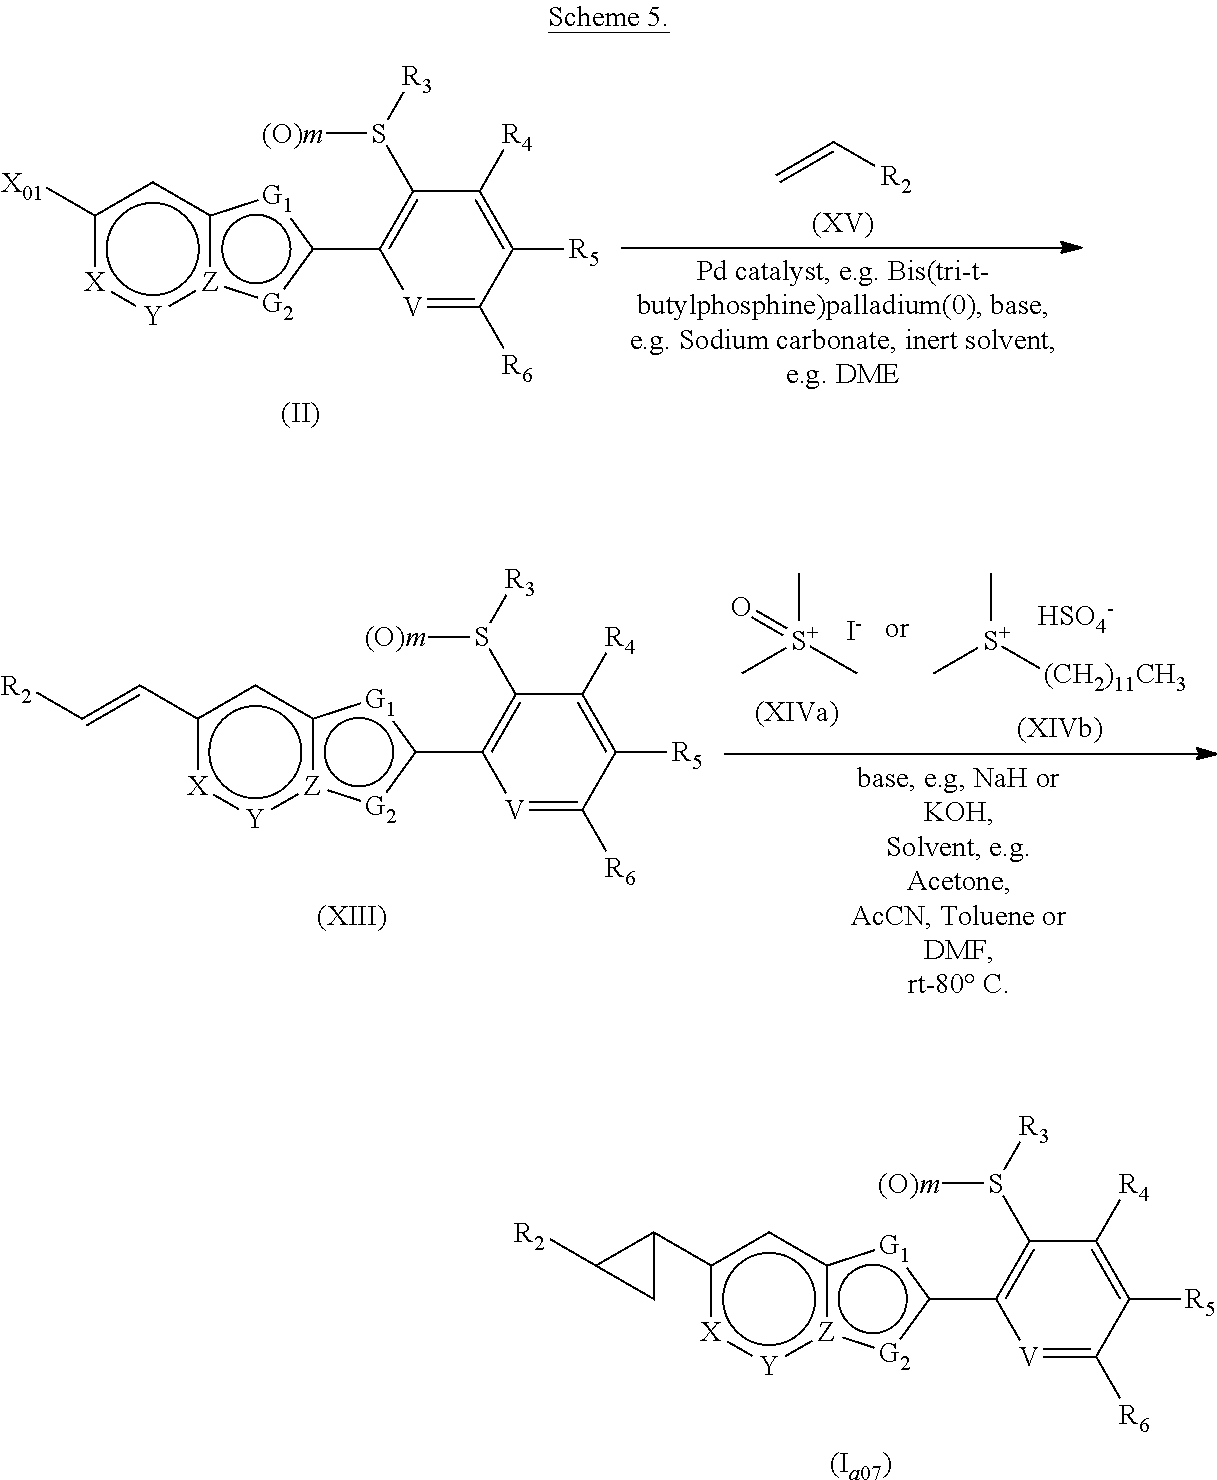 Scheme 5.
R3
(O)m S R4
X01 G1 R2
(XV)
R5
X Z
Y G2 V
R6
(II)
Pd catalyst, e.g. Bis(tri-t-
butylphosphine)palladium(0), base,
e.g. Sodium carbonate, inert solvent,
e.g. DME
R3
(O)m S R4
R2 G1
R5
X Z
Y G2 V
R6
(XIII)
O S+ I- or S+ HSO4-
(CH2)11CH3
(XIVa) (XIVb)
base, e.g, NaH or
KOH,
Solvent, e.g.
Acetone,
AcCN, Toluene or
DMF,
rt-80° C.
R3
(O)m S R4
R2 G1
R5
X Z
Y G2 V
R6
(Ia07)